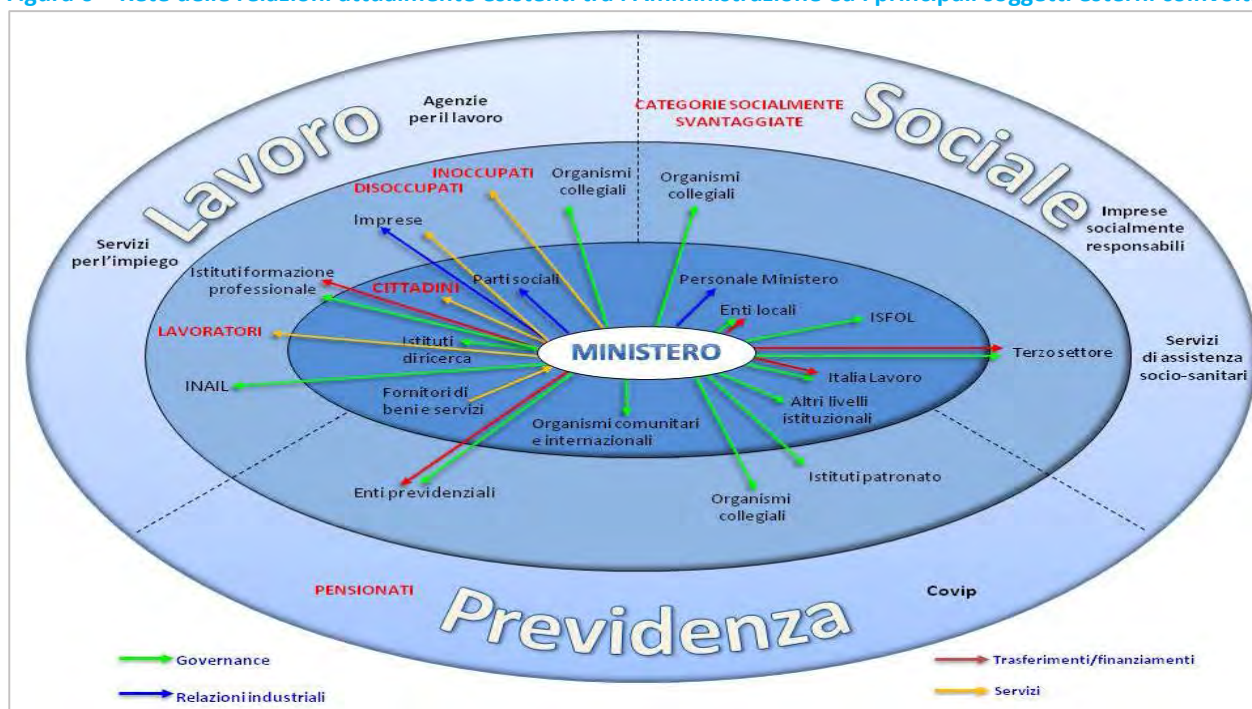 Lavoro
Sociale
Agenzie
per il lavoro
CATEGORIE SOCIALMENTE
SVANTAGGIATE
INOCCUPATI
DISOCCUPATI
Organismi
collegiali
Organismi
collegiali
Imprese
Imprese
socialmente
responsabili
Servizi
per l'impiego
Istituti formazione
professionale
Parti sociali
Personale Ministero
CITTADINI
Enti locali
ISFOL
LAVORATORI
Istituti
di ricerca
MINISTERO
Terzo settore
Servizi
di assistenza
socio-sanitari
INAIL
Fornitori di
beni e servizi
Italia Lavoro
Altri livelli
istituzionali
Organismi comunitari
e internazionali
Istituti patronato
Enti previdenziali
Organismi
collegiali
PENSIONATI
Covip
Previdenza
Governance
Trasferimenti/finanziamenti
Relazioni industriali
Servizi